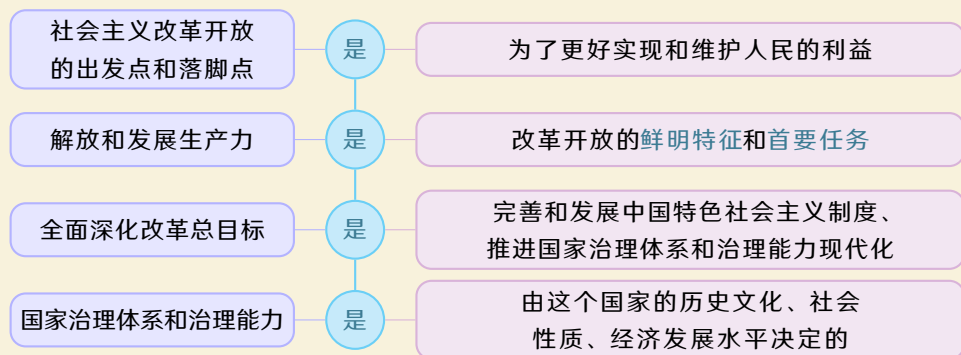 社会主义改革开放
的出发点和落脚点
是
为了更好实现和维护人民的利益
解放和发展生产力
是
改革开放的鲜明特征和首要任务
全面深化改革总目标
是
完善和发展中国特色社会主义制度、
推进国家治理体系和治理能力现代化
国家治理体系和治理能力
是
由这个国家的历史文化、社会
性质、经济发展水平决定的